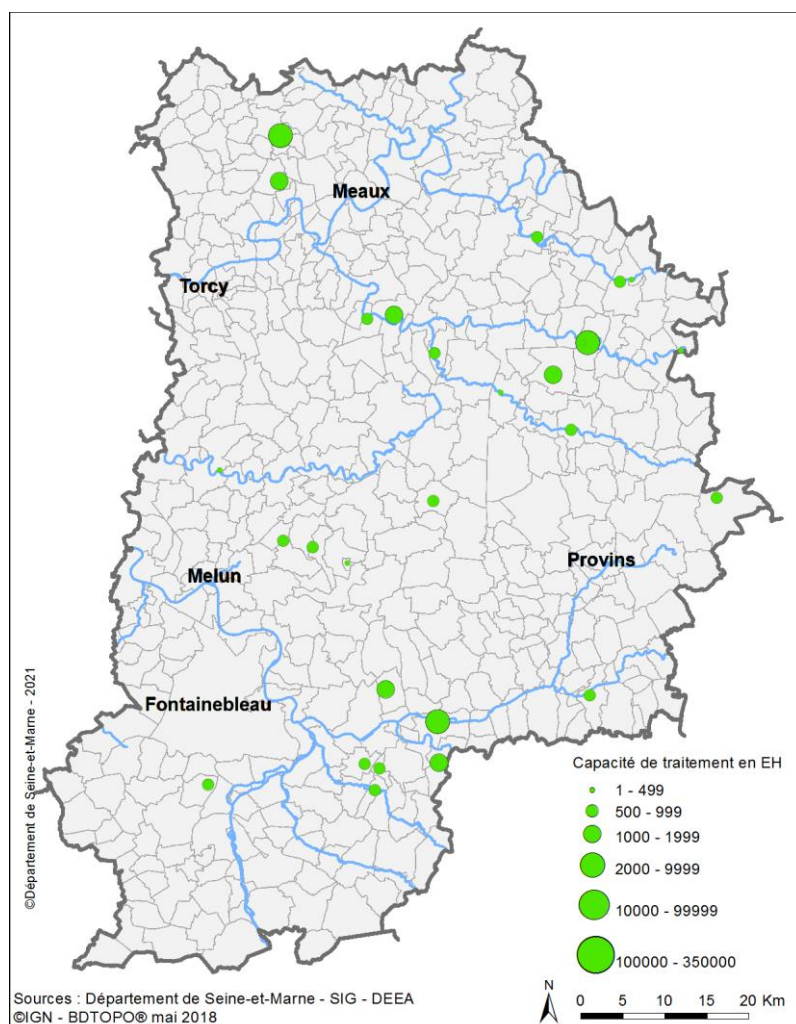 Meaux
Torcy
Provins
Melun
Fontainebleau
©Département de Seine-et-Marne - 2021
Capacité de traitement en EH
1 - 499
500 - 999
1000 - 1999
2000 - 9999
10000 - 99999
100000 - 350000
Sources : Département de Seine-et-Marne - SIG - DEEA
©IGN - BDTOPO® mai 2018
N
0 5 10 15 20 Km